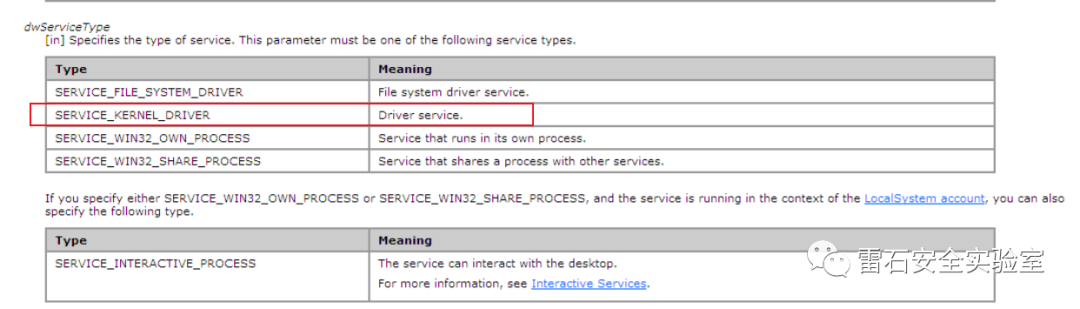 dwServiceType
[in] Specifies the type of service. This parameter must be one of the following service types.
Type Meaning
SERVICE_FILE_SYSTEM_DRIVER File system driver service.
SERVICE_KERNEL_DRIVER Driver service.
SERVICE_WIN32_OWN_PROCESS Service that runs in its own process.
SERVICE_WIN32_SHARE_PROCESS Service that shares a process with other services.
If you specify either SERVICE_WIN32_OWN_PROCESS or SERVICE_WIN32_SHARE_PROCESS, and the service is running in the context of the LocalSystem account, you can also
specify the following type.
Type Meaning
SERVICE_INTERACTIVE_PROCESS The service can interact with the desktop.
For more information, see Interactive Services.
雷石安全实验室